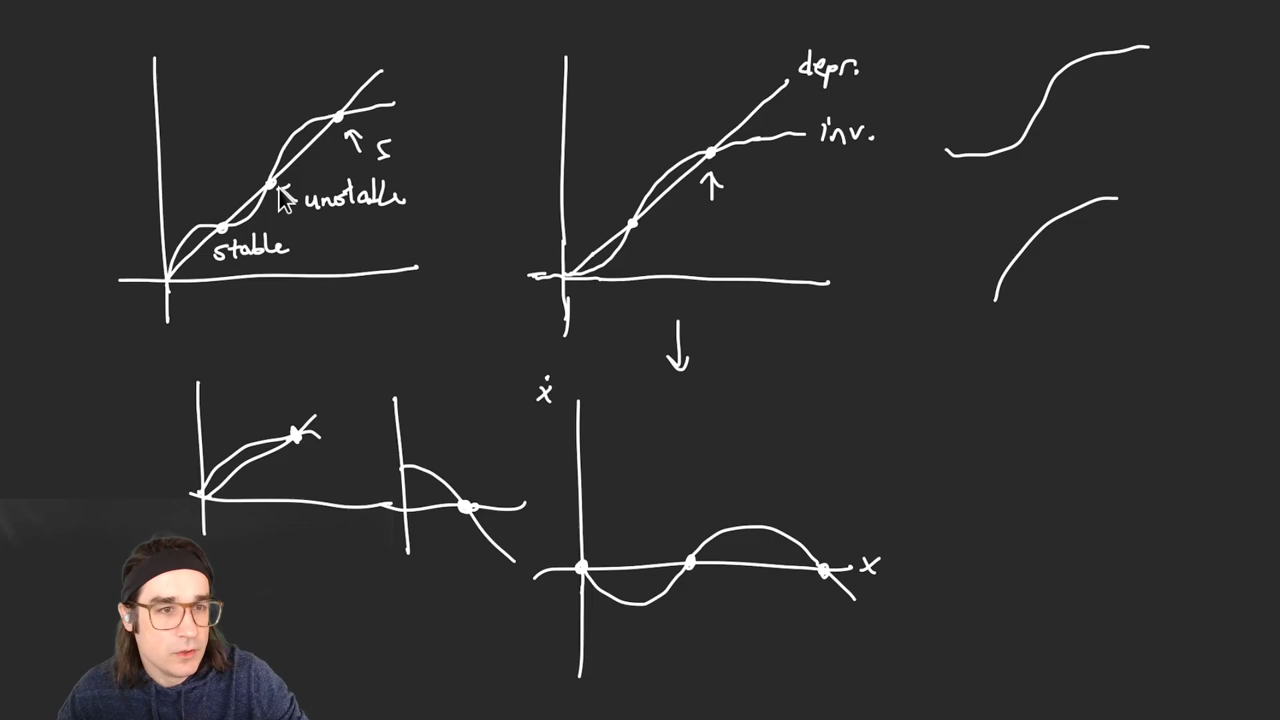 depr.
inv.
s
unstable
stable
ẋ
x